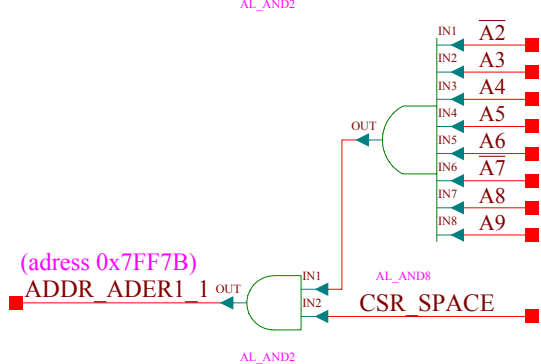 AL_AND2
IN1 A2
IN2 A3
IN3 A4
IN4 A5
OUT
IN5 A6
IN6 A7
IN7 A8
IN8 A9
(adress 0x7FF7B)
ADDR_ADER1_1 OUT
IN1
AL_AND8
IN2 CSR_SPACE
AL_AND2